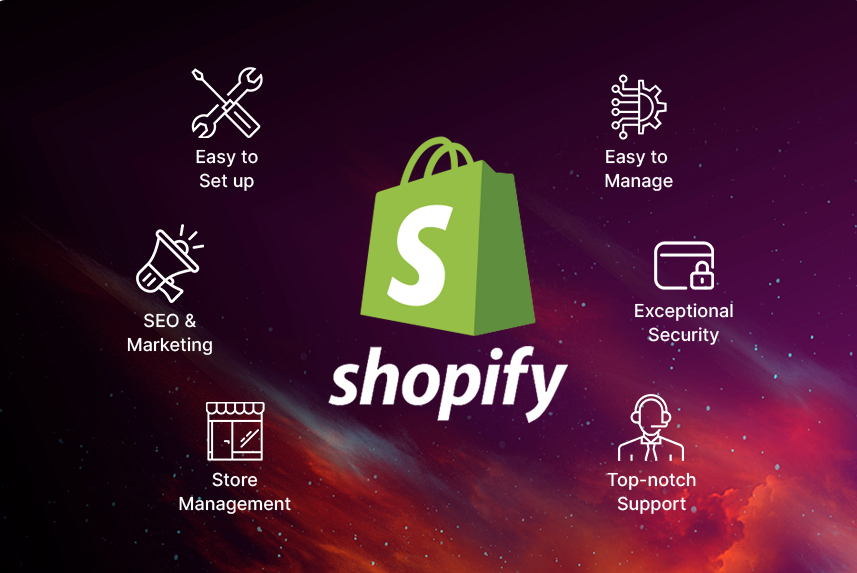 Easy to
Set up
Easy to
Manage
S
shopify
SEO &
Marketing
Exceptional
Security
Store
Management
Top-notch
Support